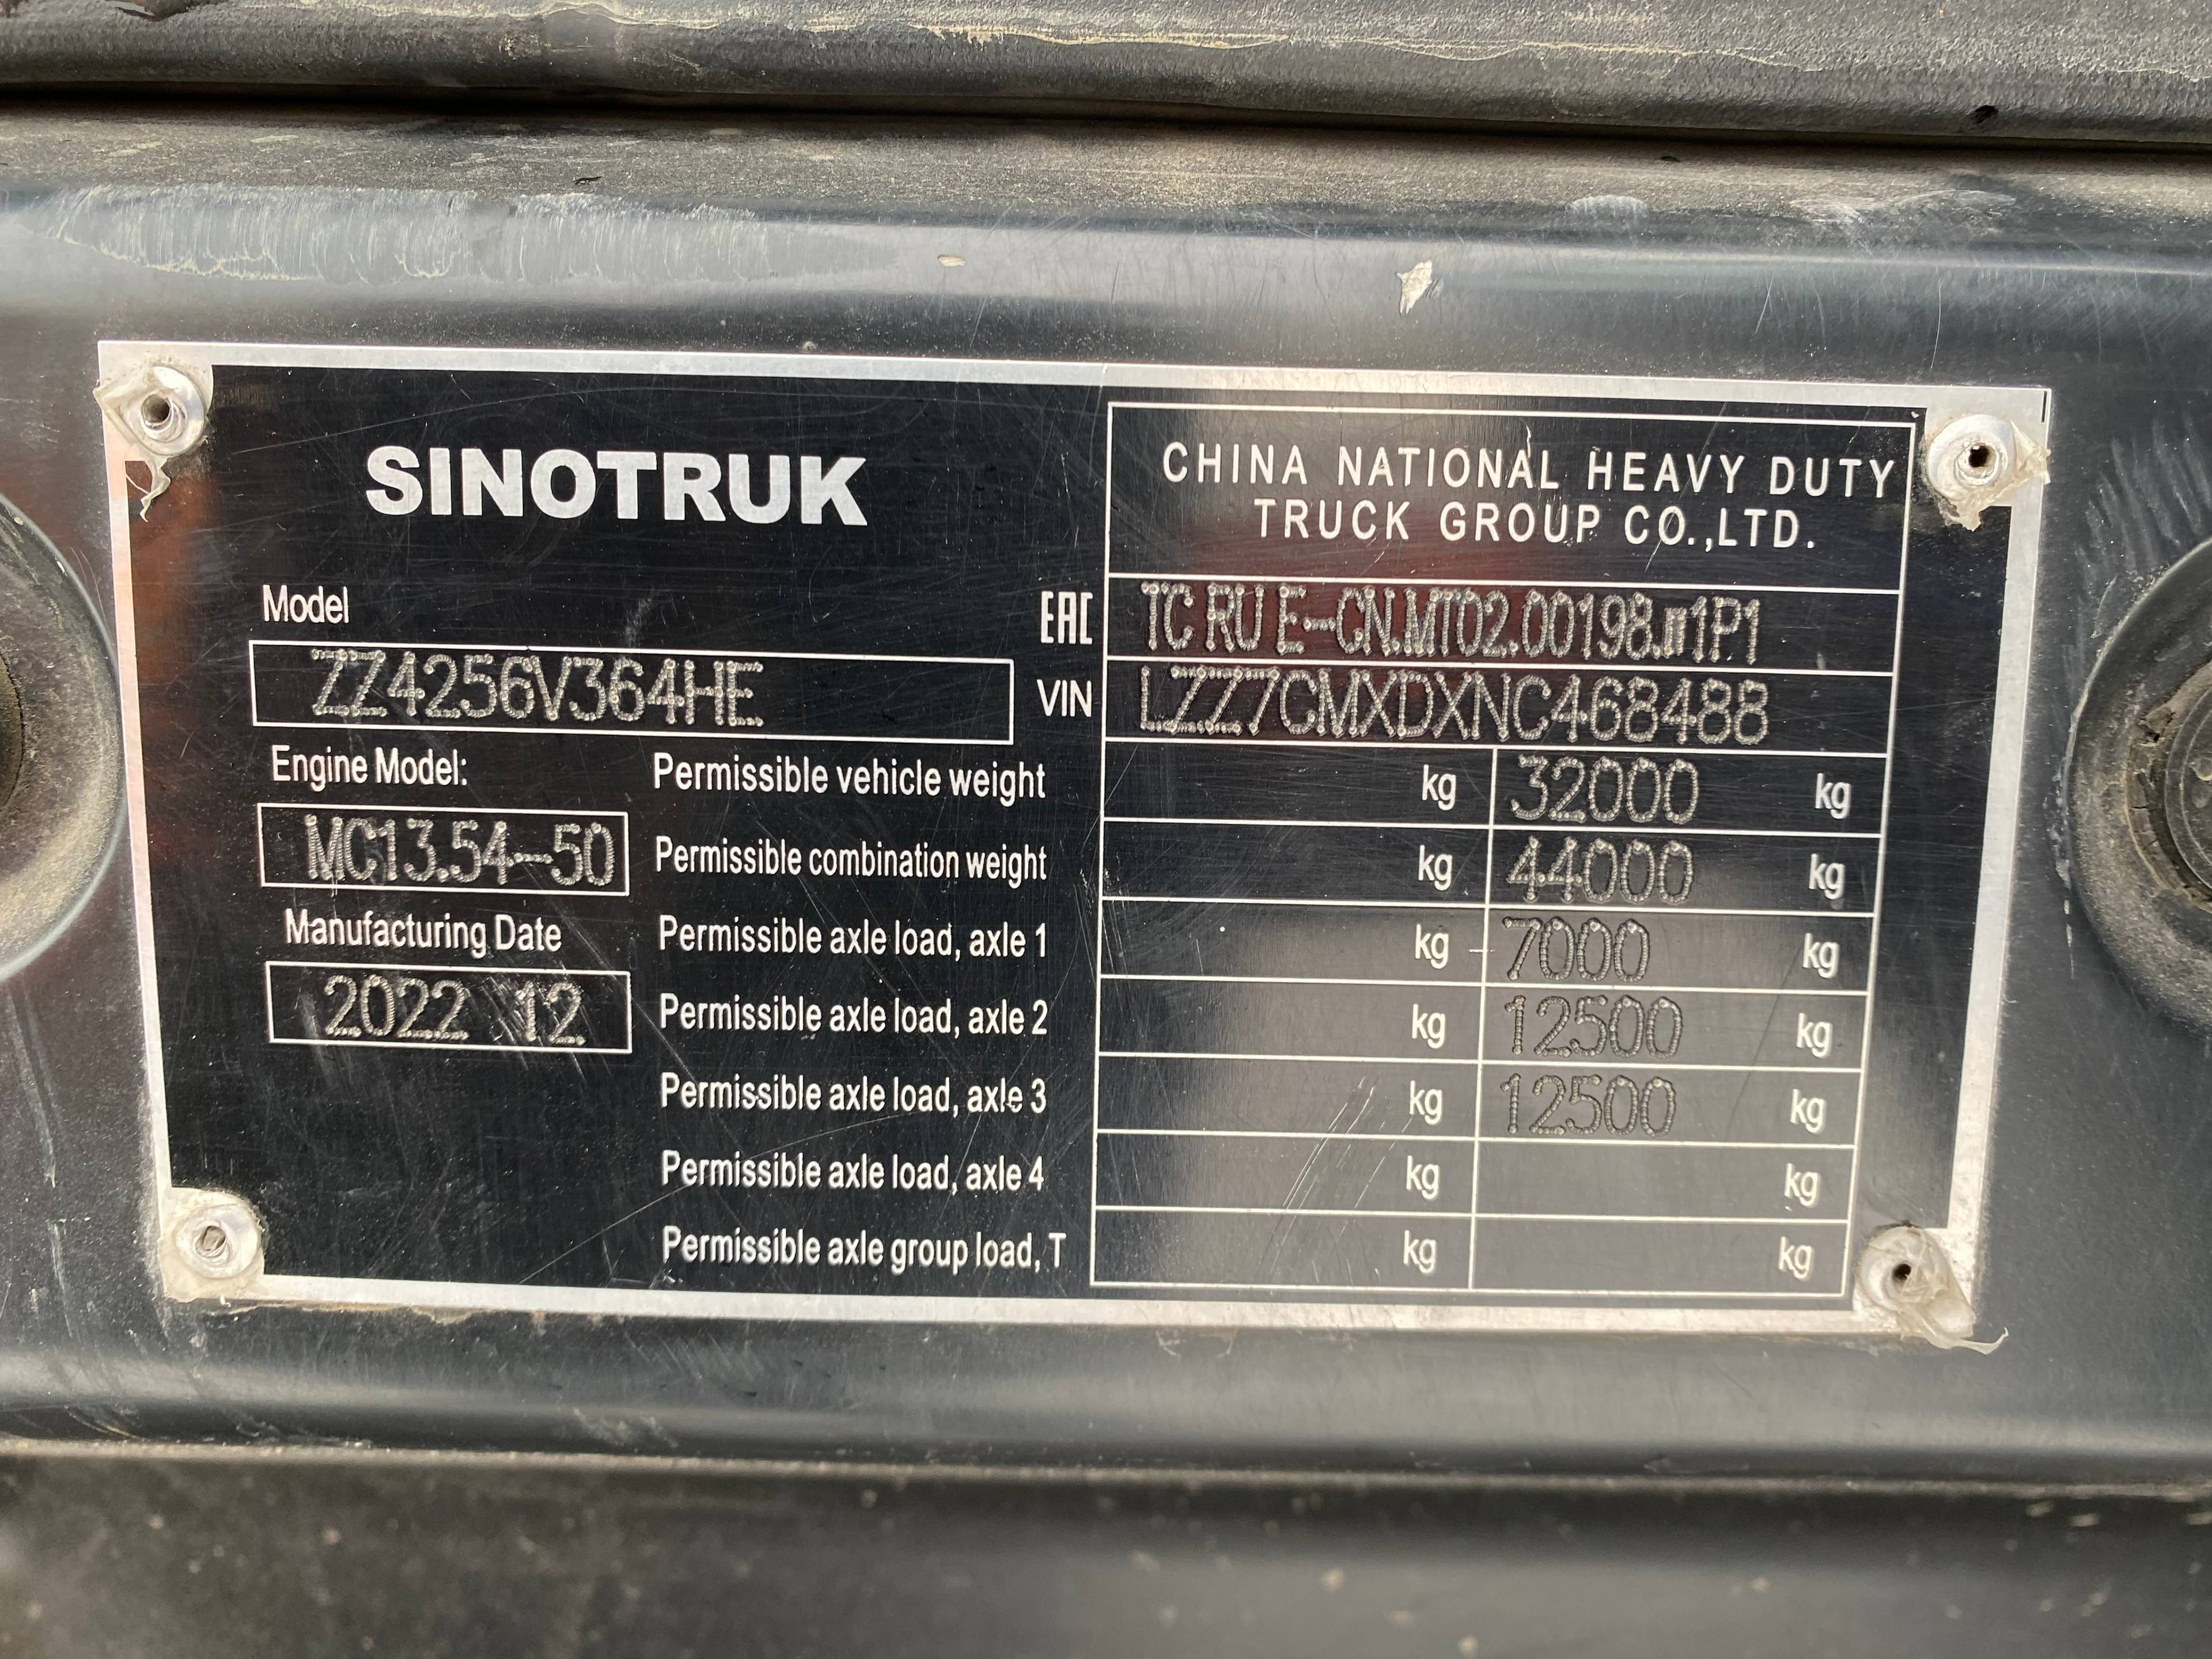 SINOTRUK
CHINA NATIONAL HEAVY DUTY
TRUCK GROUP CO.,LTD.
Model
ZZ4256V364HE
EAC TC RU E-CN.MT02.00198.п1P1
VIN LZZ7CMXDXNC468488
Engine Model:
MC13.54-50
Manufacturing Date
2022 12
Permissible vehicle weight kg 32000 kg
Permissible combination weight kg 44000 kg
Permissible axle load, axle 1 kg 7000 kg
Permissible axle load, axle 2 kg 12500 kg
Permissible axle load, axle 3 kg 12500 kg
Permissible axle load, axle 4 kg kg
Permissible axle group load, T kg kg